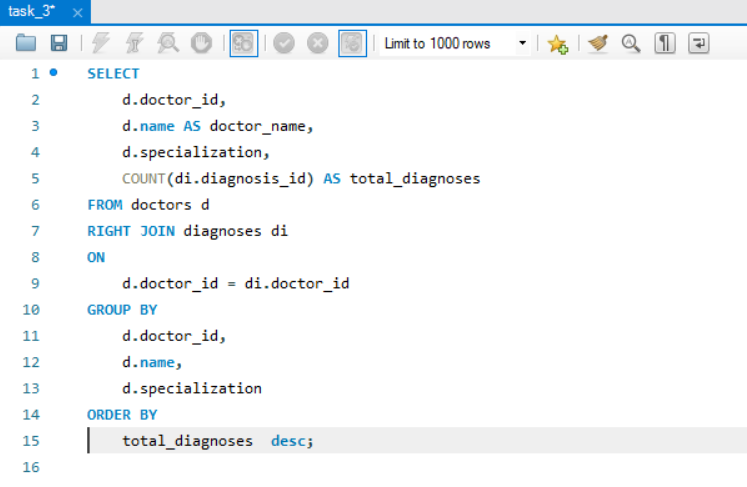 task_3*
Limit to 1000 rows
1 SELECT
2 d.doctor_id,
3 d.name AS doctor_name,
4 d.specialization,
5 COUNT(di.diagnosis_id) AS total_diagnoses
6 FROM doctors d
7 RIGHT JOIN diagnoses di
8 ON
9 d.doctor_id = di.doctor_id
10 GROUP BY
11 d.doctor_id,
12 d.name,
13 d.specialization
14 ORDER BY
15 total_diagnoses  desc;
16